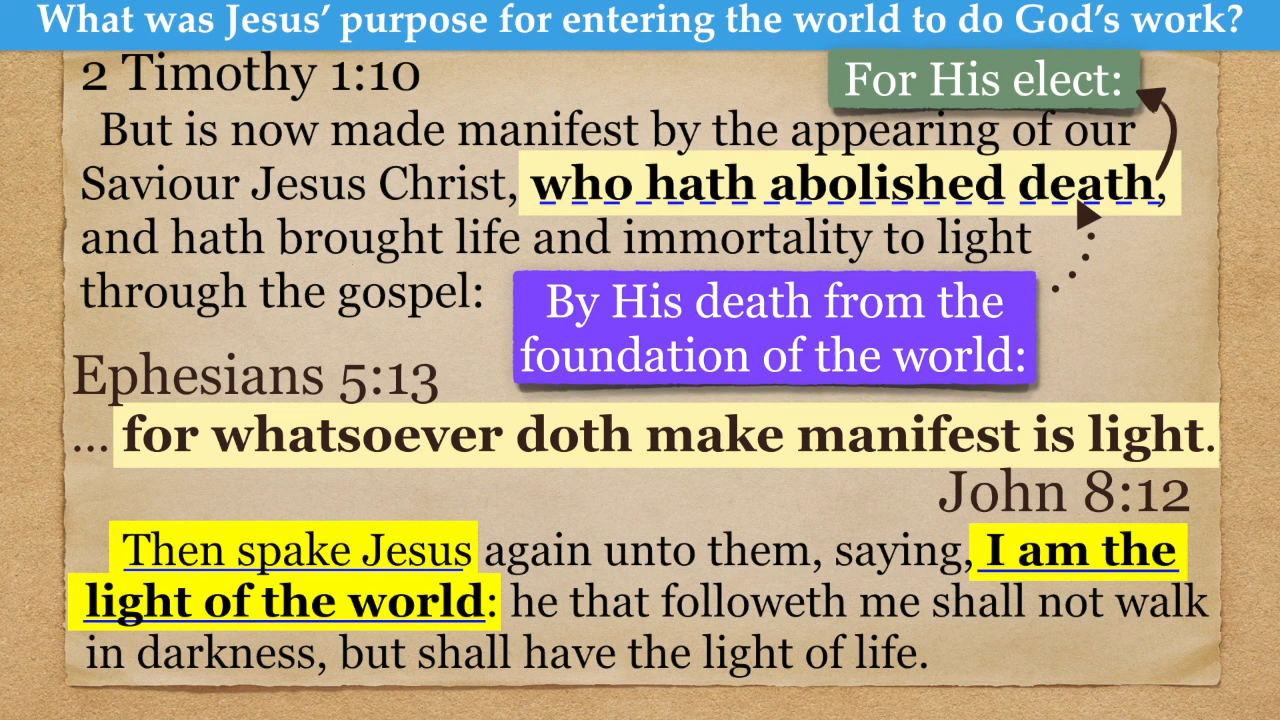 What was Jesus’ purpose for entering the world to do God’s work?
2 Timothy 1:10
For His elect:
But is now made manifest by the appearing of our
Saviour Jesus Christ, who hath abolished death,
and hath brought life and immortality to light
through the gospel:
By His death from the
foundation of the world:
Ephesians 5:13
... for whatsoever doth make manifest is light.
John 8:12
Then spake Jesus again unto them, saying, I am the
light of the world: he that followeth me shall not walk
in darkness, but shall have the light of life.